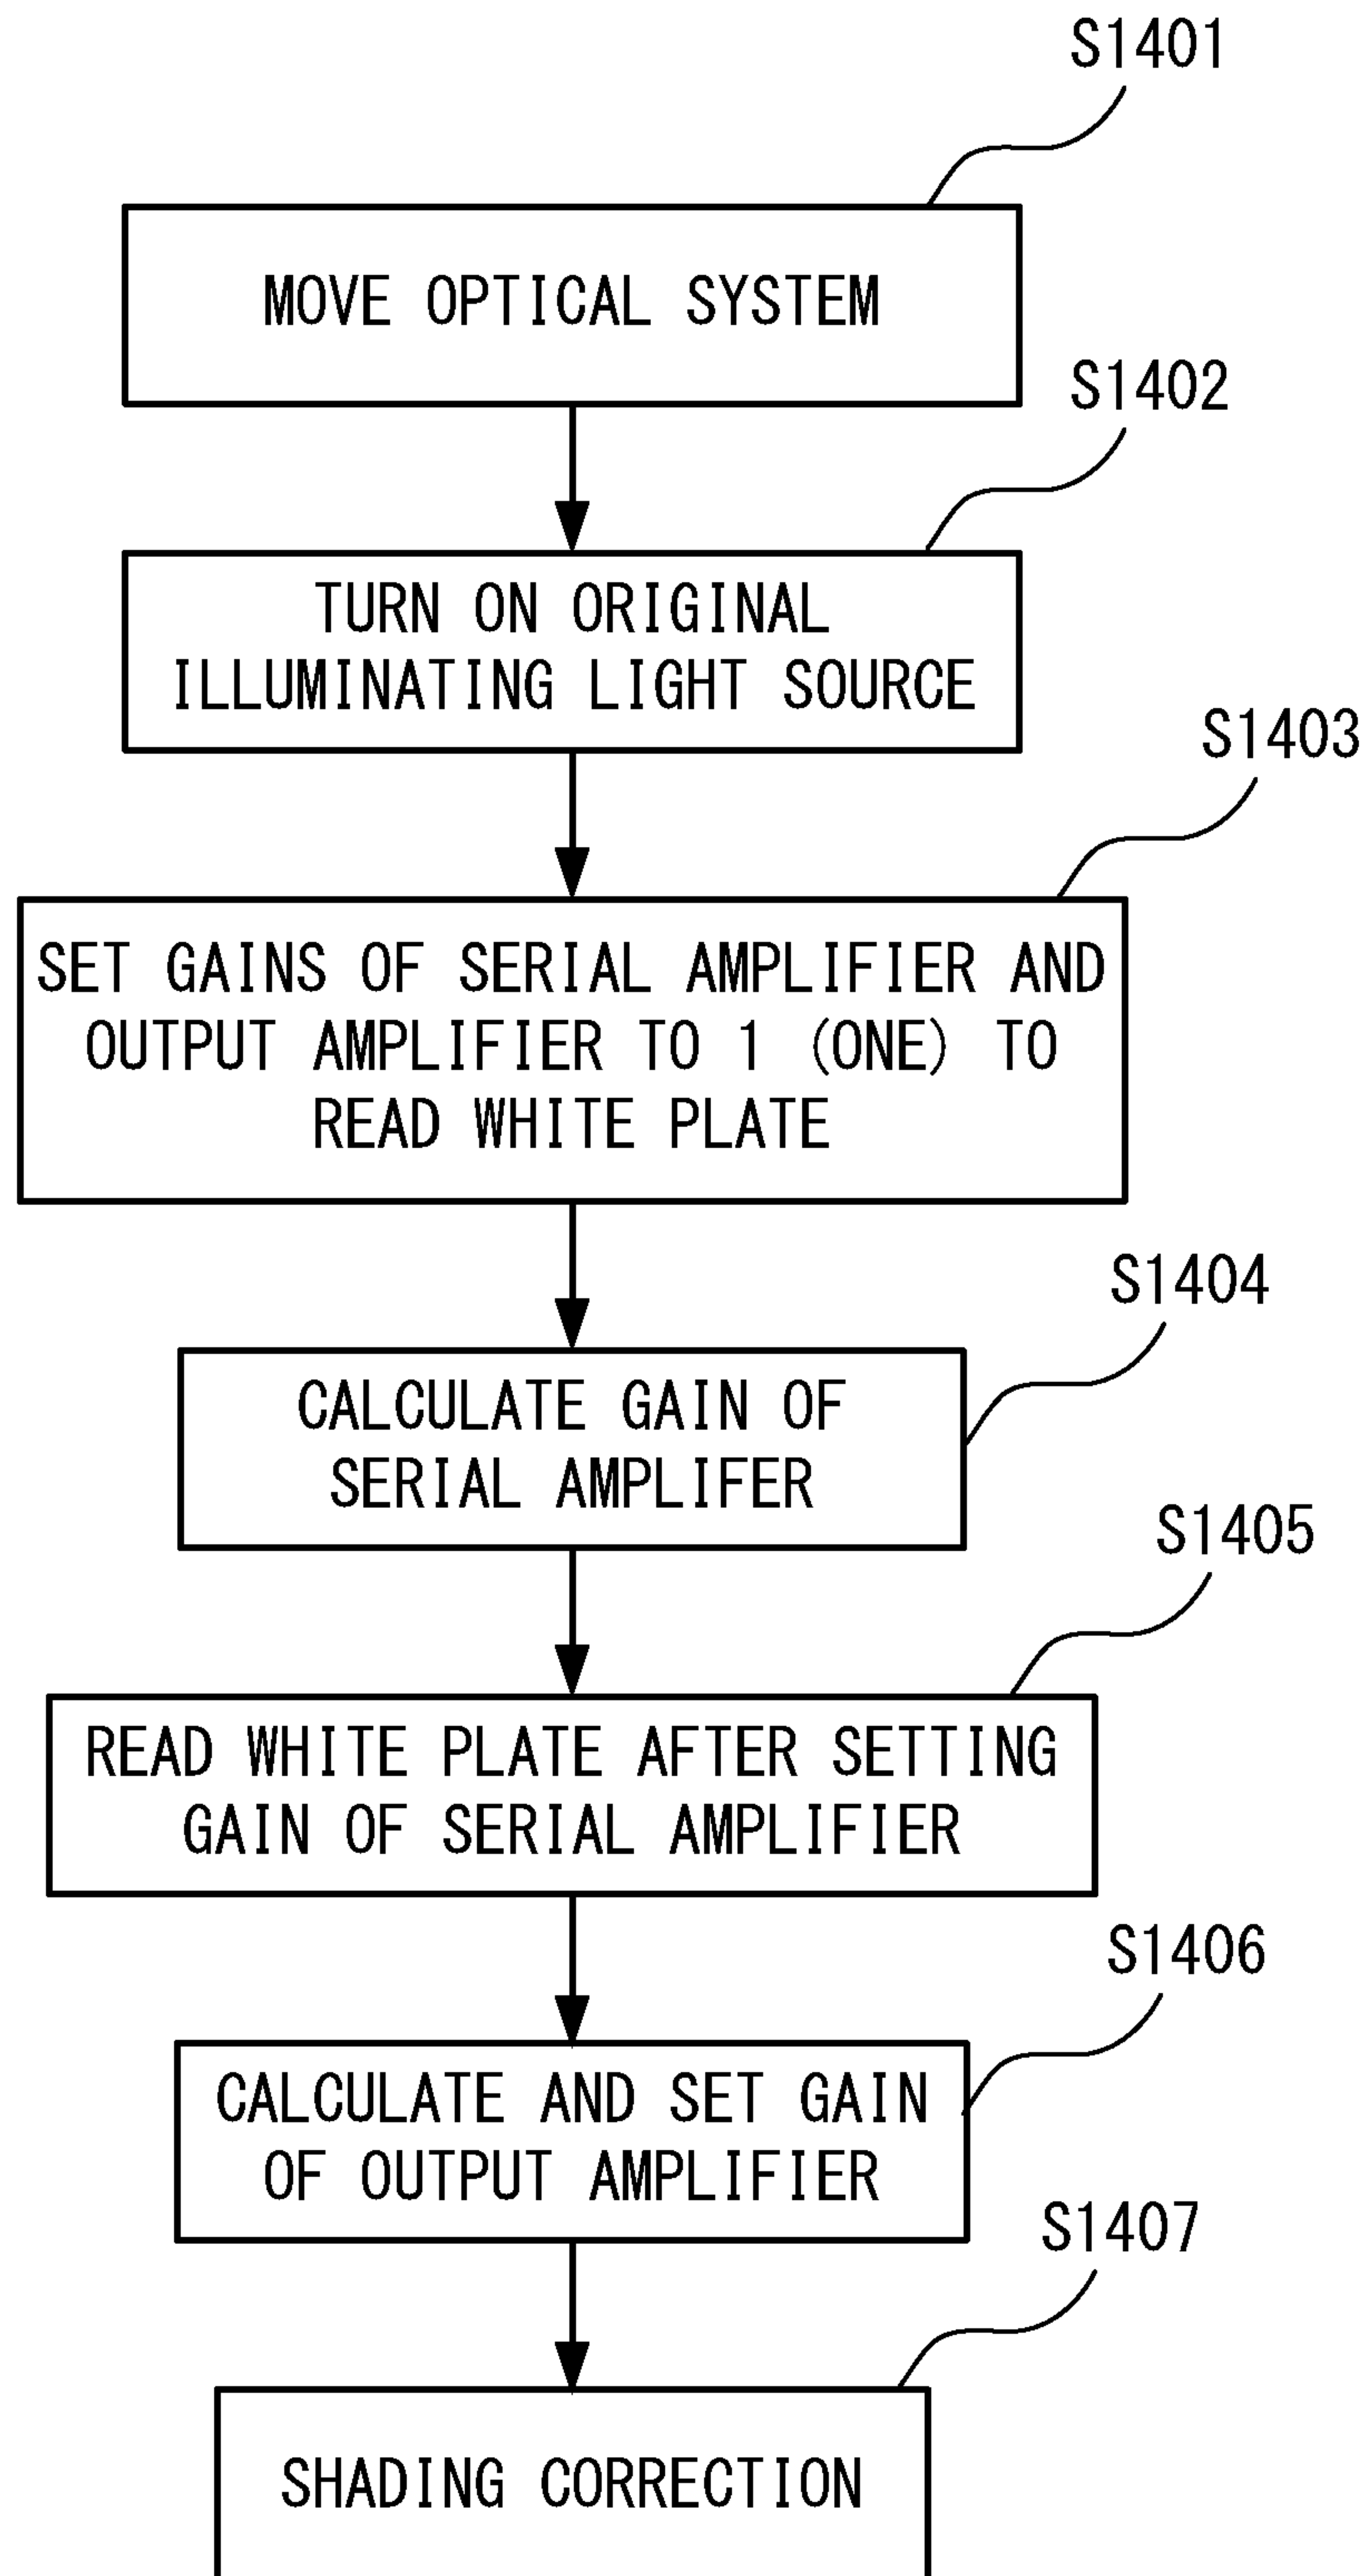 S1401
MOVE OPTICAL SYSTEM
S1402
TURN ON ORIGINAL
ILLUMINATING LIGHT SOURCE
S1403
SET GAINS OF SERIAL AMPLIFIER AND
OUTPUT AMPLIFIER TO 1 (ONE) TO
READ WHITE PLATE
S1404
CALCULATE GAIN OF
SERIAL AMPLIFER
S1405
READ WHITE PLATE AFTER SETTING
GAIN OF SERIAL AMPLIFIER
S1406
CALCULATE AND SET GAIN
OF OUTPUT AMPLIFIER
S1407
SHADING CORRECTION